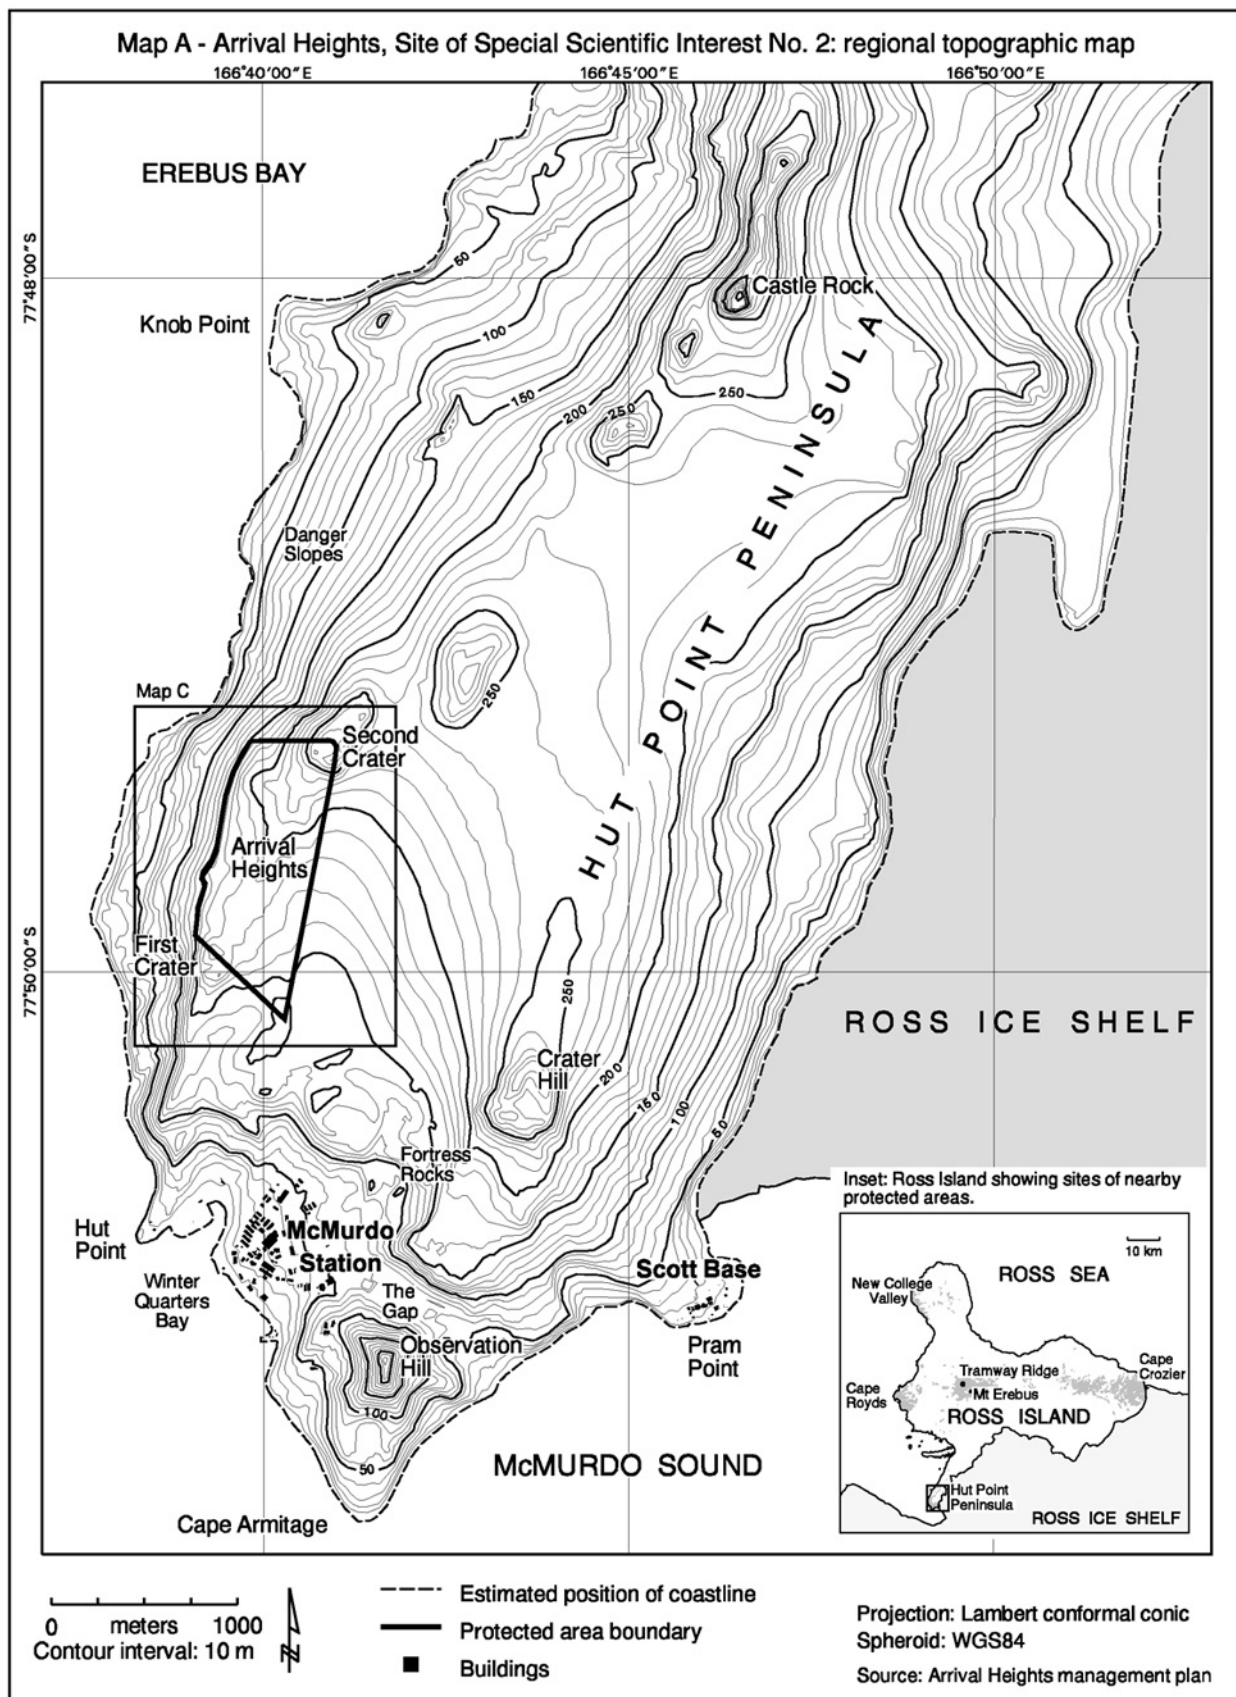 Map A - Arrival Heights, Site of Special Scientific Interest No. 2: regional topographic map
166°40'00"E
166°45'00"E
166°50'00"E
EREBUS BAY
77°48'00"S
50
Castle Rock
Knob Point
100
150
200
250
250
HUT POINT PENINSULA
Danger
Slopes
250
Map C
Second
Crater
Arrival
Heights
First
Crater
77°50'00"S
250
ROSS ICE SHELF
Crater
Hill
200
150
100
50
Fortress
Rocks
Inset: Ross Island showing sites of nearby
protected areas.
Hut
Point
McMurdo
Station
Winter
Quarters
Bay
The
Gap
Scott Base
Observation
Hill
Pram
Point
100
50
McMURDO SOUND
Cape Armitage
10 km
ROSS SEA
New College
Valley
Tramway Ridge
Mt Erebus
Cape
Crozier
Cape
Royds
ROSS ISLAND
Hut Point
Peninsula
ROSS ICE SHELF
0 meters 1000
Contour interval: 10 m
N
Estimated position of coastline
Protected area boundary
Buildings
Projection: Lambert conformal conic
Spheroid: WGS84
Source: Arrival Heights management plan